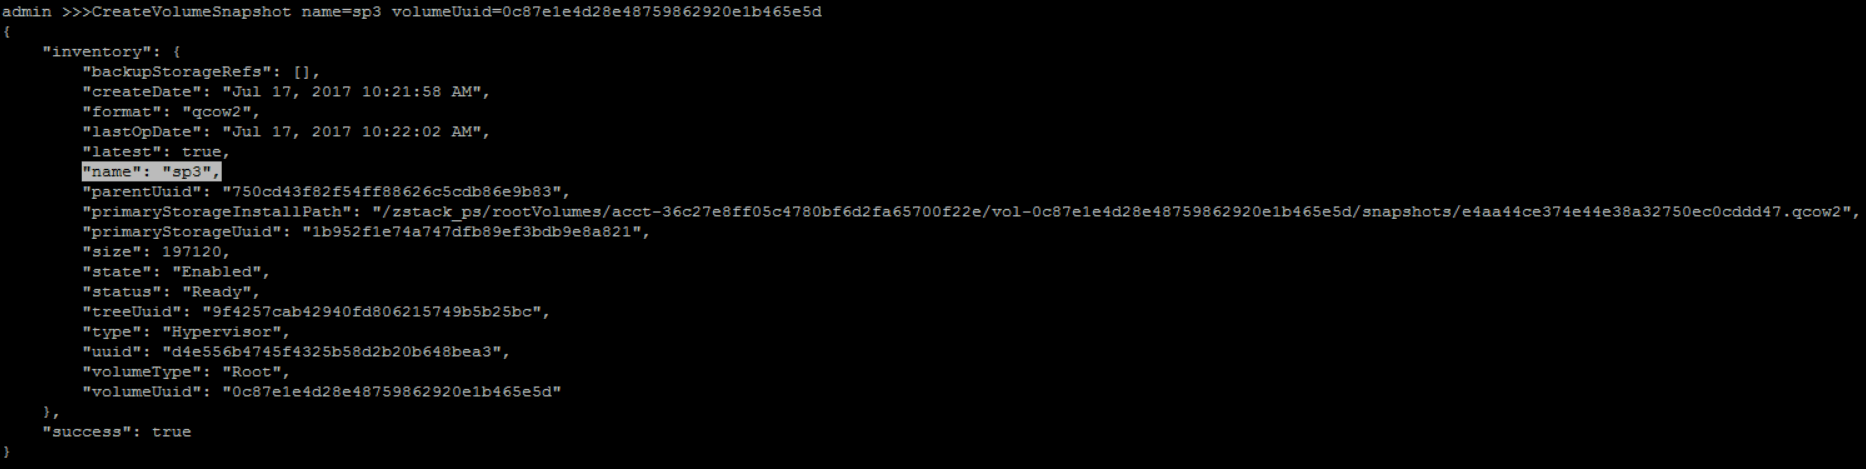 admin >>>CreateVolumeSnapshot name=sp3 volumeUuid=0c87e1e4d28e48759862920e1b465e5d
{
    "inventory": {
        "backupStorageRefs": [],
        "createDate": "Jul 17, 2017 10:21:58 AM",
        "format": "qcow2",
        "lastOpDate": "Jul 17, 2017 10:22:02 AM",
        "latest": true,
        "name": "sp3",
        "parentUuid": "750cd43f82f54ff88626c5cdb86e9b83",
        "primaryStorageInstallPath": "/zstack_ps/rootVolumes/acct-36c27e8ff05c4780bf6d2fa65700f22e/vol-0c87e1e4d28e48759862920e1b465e5d/snapshots/e4aa44ce374e44e38a32750ec0cddd47.qcow2",
        "primaryStorageUuid": "1b952f1e74a747dfb89ef3bdb9e8a821",
        "size": 197120,
        "state": "Enabled",
        "status": "Ready",
        "treeUuid": "9f4257cab42940fd806215749b5b25bc",
        "type": "Hypervisor",
        "uuid": "d4e556b4745f4325b58d2b20b648bea3",
        "volumeType": "Root",
        "volumeUuid": "0c87e1e4d28e48759862920e1b465e5d"
    },
    "success": true
}